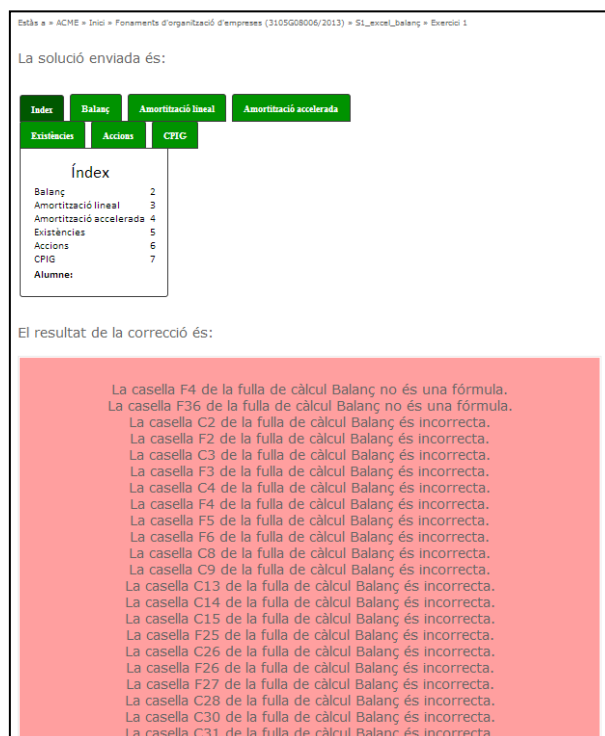 Estàs a » ACME » Inici » Fonaments d'organització d'empreses (3105G08006/2013) » S1_excel_balanç » Exercici 1
La solució enviada és:
Index Balanç Amortització lineal Amortització accelerada
Existències Accions CPIG
Índex
Balanç 2
Amortització lineal 3
Amortització accelerada 4
Existències 5
Accions 6
CPIG 7
Alumne:
El resultat de la correcció és:
La casella F4 de la fulla de càlcul Balanç no és una fórmula.
La casella F36 de la fulla de càlcul Balanç no és una fórmula.
La casella C2 de la fulla de càlcul Balanç és incorrecta.
La casella F2 de la fulla de càlcul Balanç és incorrecta.
La casella C3 de la fulla de càlcul Balanç és incorrecta.
La casella F3 de la fulla de càlcul Balanç és incorrecta.
La casella C4 de la fulla de càlcul Balanç és incorrecta.
La casella F4 de la fulla de càlcul Balanç és incorrecta.
La casella F5 de la fulla de càlcul Balanç és incorrecta.
La casella F6 de la fulla de càlcul Balanç és incorrecta.
La casella C8 de la fulla de càlcul Balanç és incorrecta.
La casella C9 de la fulla de càlcul Balanç és incorrecta.
La casella C13 de la fulla de càlcul Balanç és incorrecta.
La casella C14 de la fulla de càlcul Balanç és incorrecta.
La casella C15 de la fulla de càlcul Balanç és incorrecta.
La casella F25 de la fulla de càlcul Balanç és incorrecta.
La casella C26 de la fulla de càlcul Balanç és incorrecta.
La casella F26 de la fulla de càlcul Balanç és incorrecta.
La casella F27 de la fulla de càlcul Balanç és incorrecta.
La casella C28 de la fulla de càlcul Balanç és incorrecta.
La casella C30 de la fulla de càlcul Balanç és incorrecta.
La casella C31 de la fulla de càlcul Balanç és incorrecta.